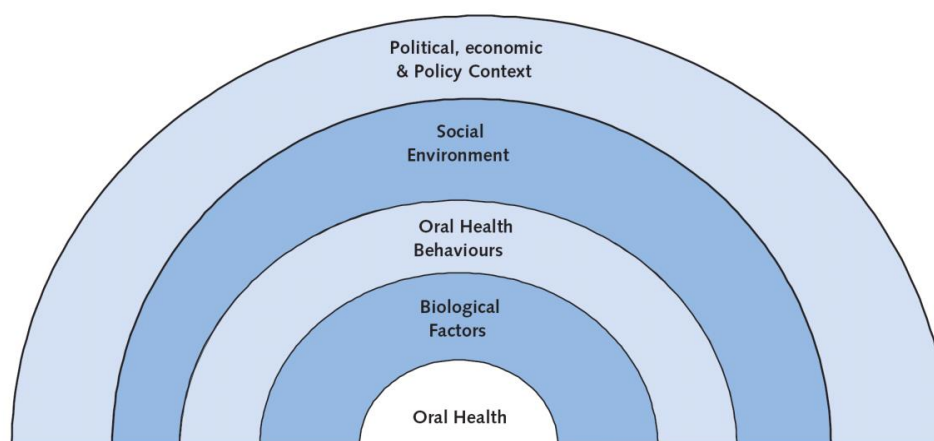 Political, economic
& Policy Context
Social
Environment
Oral Health
Behaviours
Biological
Factors
Oral Health